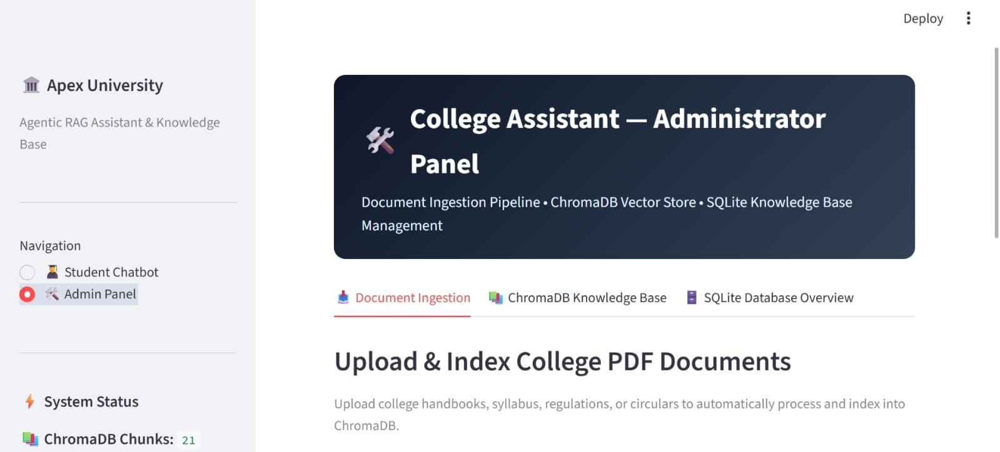 Deploy
Apex University
Agentic RAG Assistant & Knowledge
Base
Navigation
Student Chatbot
Admin Panel
System Status
ChromaDB Chunks: 21
College Assistant — Administrator
Panel
Document Ingestion Pipeline • ChromaDB Vector Store • SQLite Knowledge Base
Management
Document Ingestion ChromaDB Knowledge Base SQLite Database Overview
Upload & Index College PDF Documents
Upload college handbooks, syllabus, regulations, or circulars to automatically process and index into
ChromaDB.